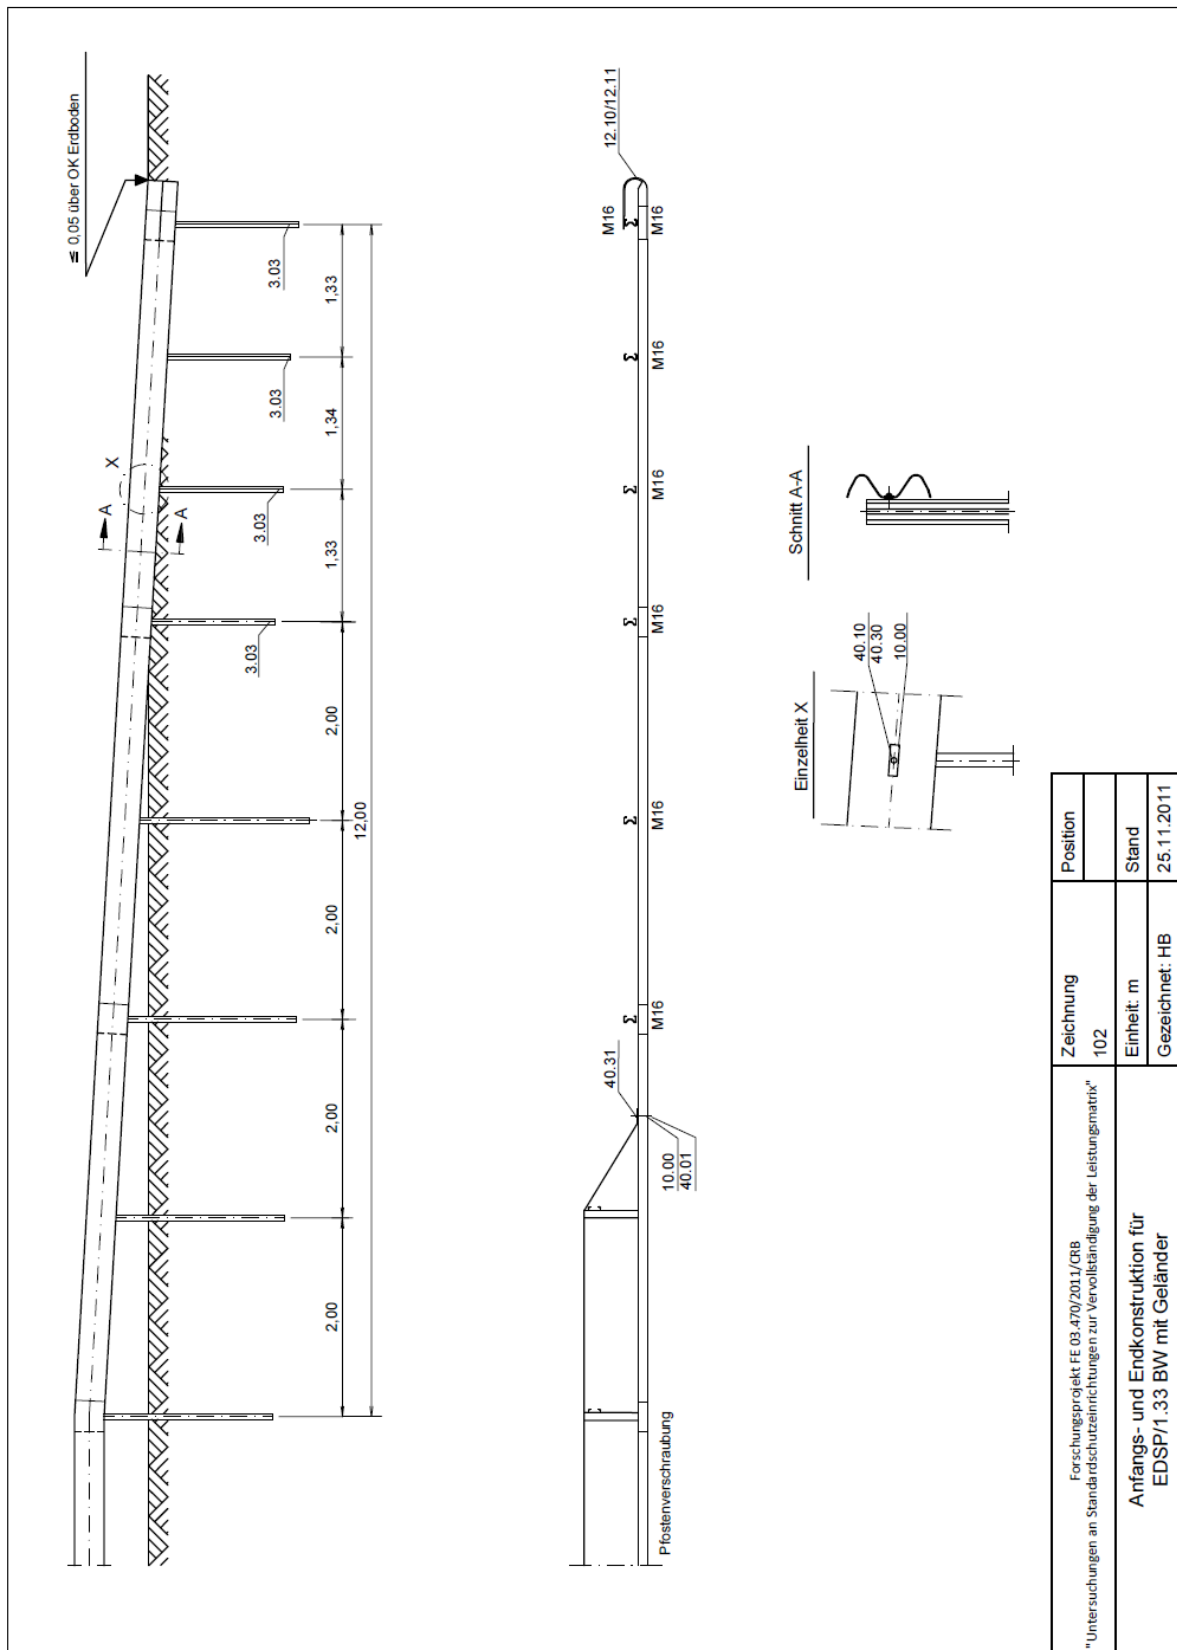 ≤ 0,05 über OK Erdboden
A
A
X
3.03
3.03
3.03
3.03
2,00
2,00
2,00
2,00
1,33
1,34
1,33
12,00
Pfostenverschraubung
10.00
40.01
40.31
M16
M16
M16
M16
M16
M16
M16
12.10/12.11
Einzelheit X
40.10
40.30
10.00
Schnitt A-A
Forschungsprojekt FE 03.470/2011/CRB
"Untersuchungen an Standardschutzeinrichtungen zur Vervollständigung der Leistungsmatrix"
Anfangs- und Endkonstruktion für
EDSP/1.33 BW mit Geländer
Zeichnung
102
Position
Einheit: m
Stand
Gezeichnet: HB
25.11.2011